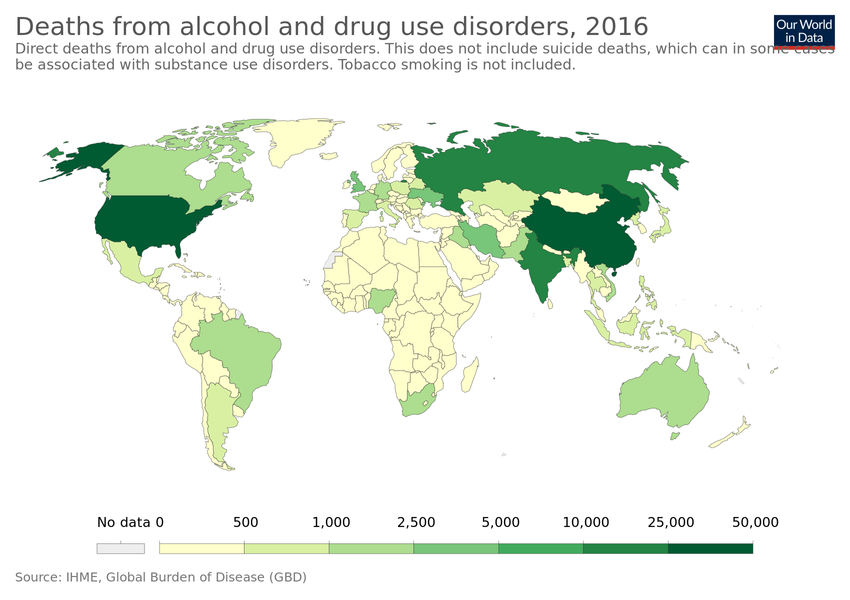 Deaths from alcohol and drug use disorders, 2016
Our World
in Data
Direct deaths from alcohol and drug use disorders. This does not include suicide deaths, which can in some cases
be associated with substance use disorders. Tobacco smoking is not included.
No data 0 500 1,000 2,500 5,000 10,000 25,000 50,000
Source: IHME, Global Burden of Disease (GBD)